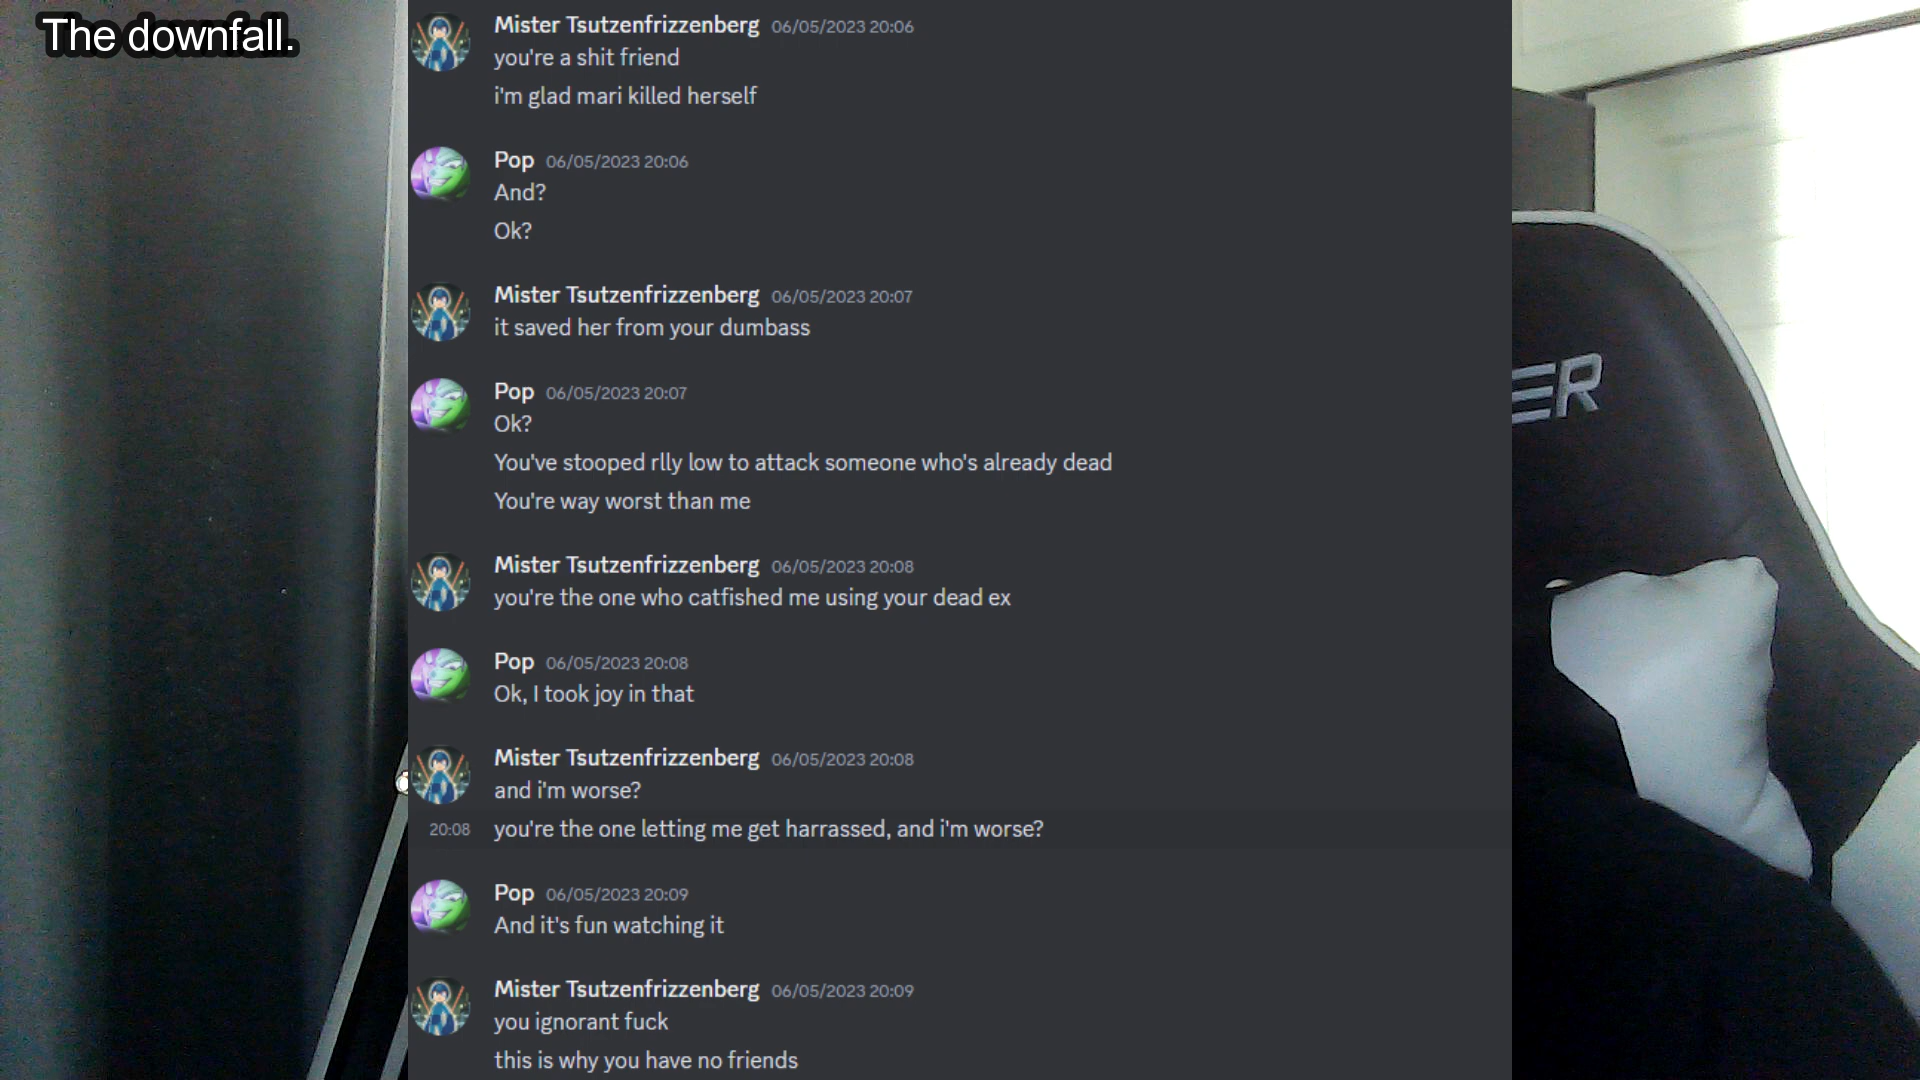 The downfall.
Mister Tsutzenfrizzenberg 06/05/2023 20:06
you're a shit friend
i'm glad mari killed herself
Pop 06/05/2023 20:06
And?
Ok?
Mister Tsutzenfrizzenberg 06/05/2023 20:07
it saved her from your dumbass
Pop 06/05/2023 20:07
Ok?
You've stooped rlly low to attack someone who's already dead
You're way worst than me
Mister Tsutzenfrizzenberg 06/05/2023 20:08
you're the one who catfished me using your dead ex
Pop 06/05/2023 20:08
Ok, I took joy in that
Mister Tsutzenfrizzenberg 06/05/2023 20:08
and i'm worse?
20:08 you're the one letting me get harrassed, and i'm worse?
Pop 06/05/2023 20:09
And it's fun watching it
Mister Tsutzenfrizzenberg 06/05/2023 20:09
you ignorant fuck
this is why you have no friends
ER